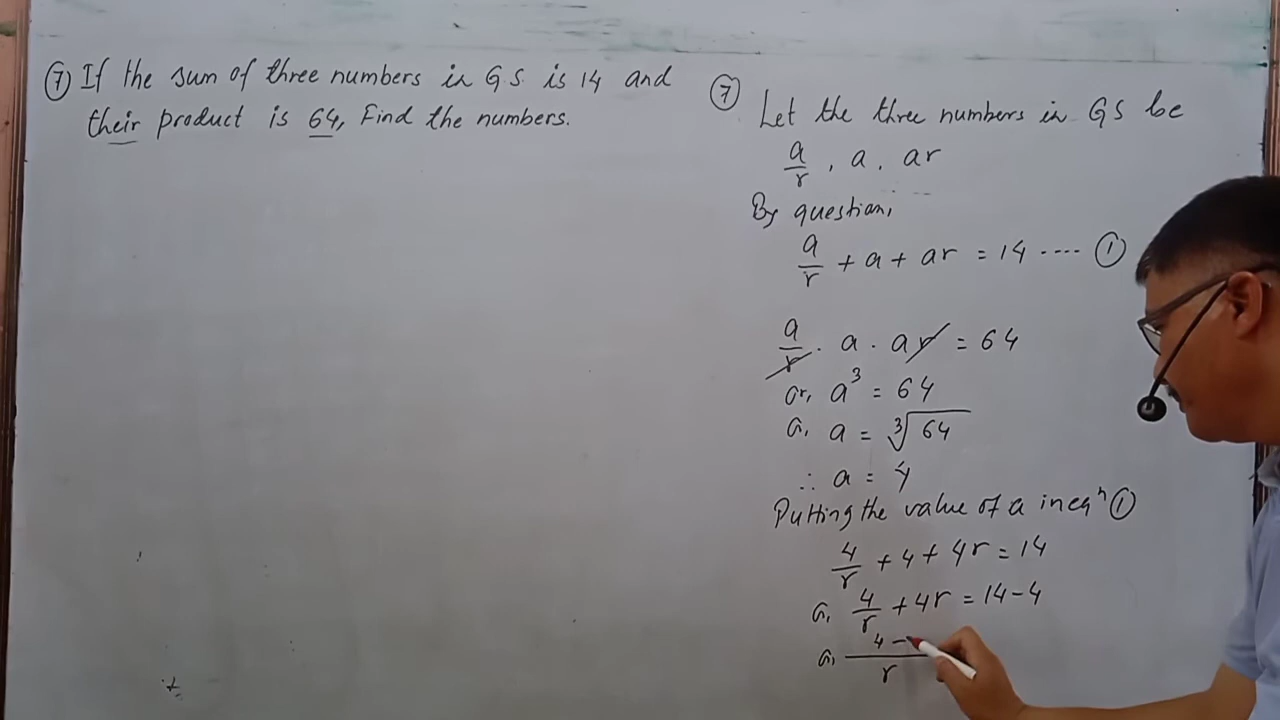 ⑦ If the sum of three numbers in G.S. is 14 and
their product is 64, Find the numbers.
⑦
Let the three numbers in GS be
a/r , a , ar
By question,
a/r + a + ar = 14 ---- ①
a/r . a . ar = 64
or, a³ = 64
or, a = ∛64
∴ a = 4
Putting the value of a in eqⁿ ①
4/r + 4 + 4r = 14
or, 4/r + 4r = 14 - 4
or, 4 - / r